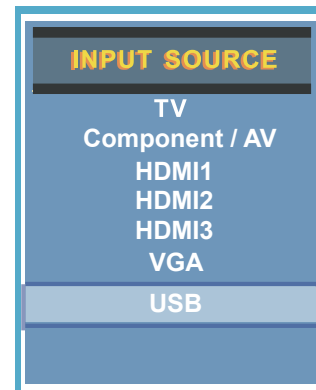 INPUT SOURCE
TV
Component / AV
HDMI1
HDMI2
HDMI3
VGA
USB